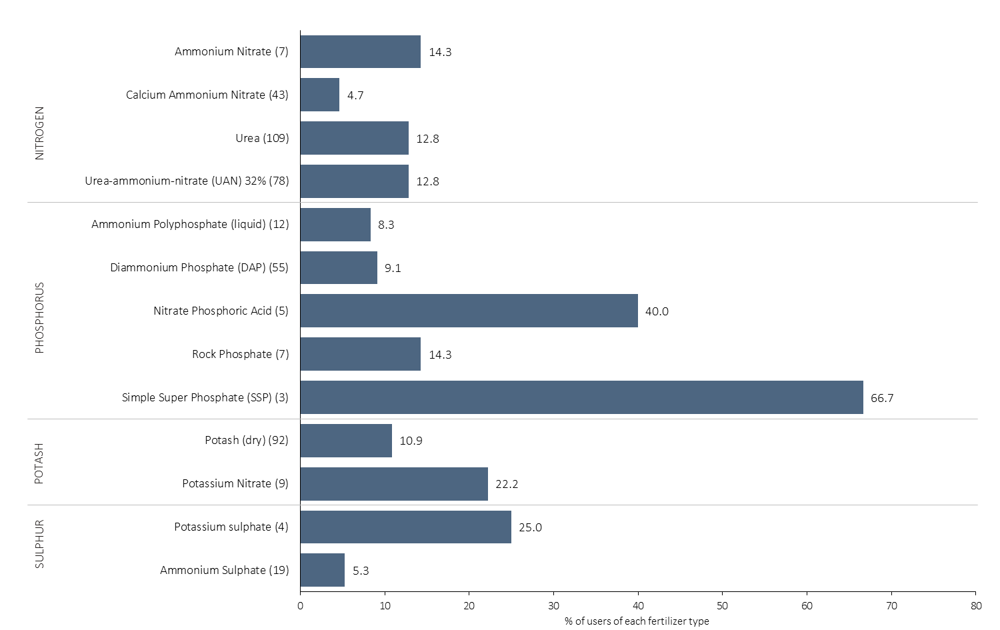 NITROGEN
Ammonium Nitrate (7) 14.3
Calcium Ammonium Nitrate (43) 4.7
Urea (109) 12.8
Urea-ammonium-nitrate (UAN) 32% (78) 12.8
PHOSPHORUS
Ammonium Polyphosphate (liquid) (12) 8.3
Diammonium Phosphate (DAP) (55) 9.1
Nitrate Phosphoric Acid (5) 40.0
Rock Phosphate (7) 14.3
Simple Super Phosphate (SSP) (3) 66.7
POTASH
Potash (dry) (92) 10.9
Potassium Nitrate (9) 22.2
SULPHUR
Potassium sulphate (4) 25.0
Ammonium Sulphate (19) 5.3
0 10 20 30 40 50 60 70 80
% of users of each fertilizer type